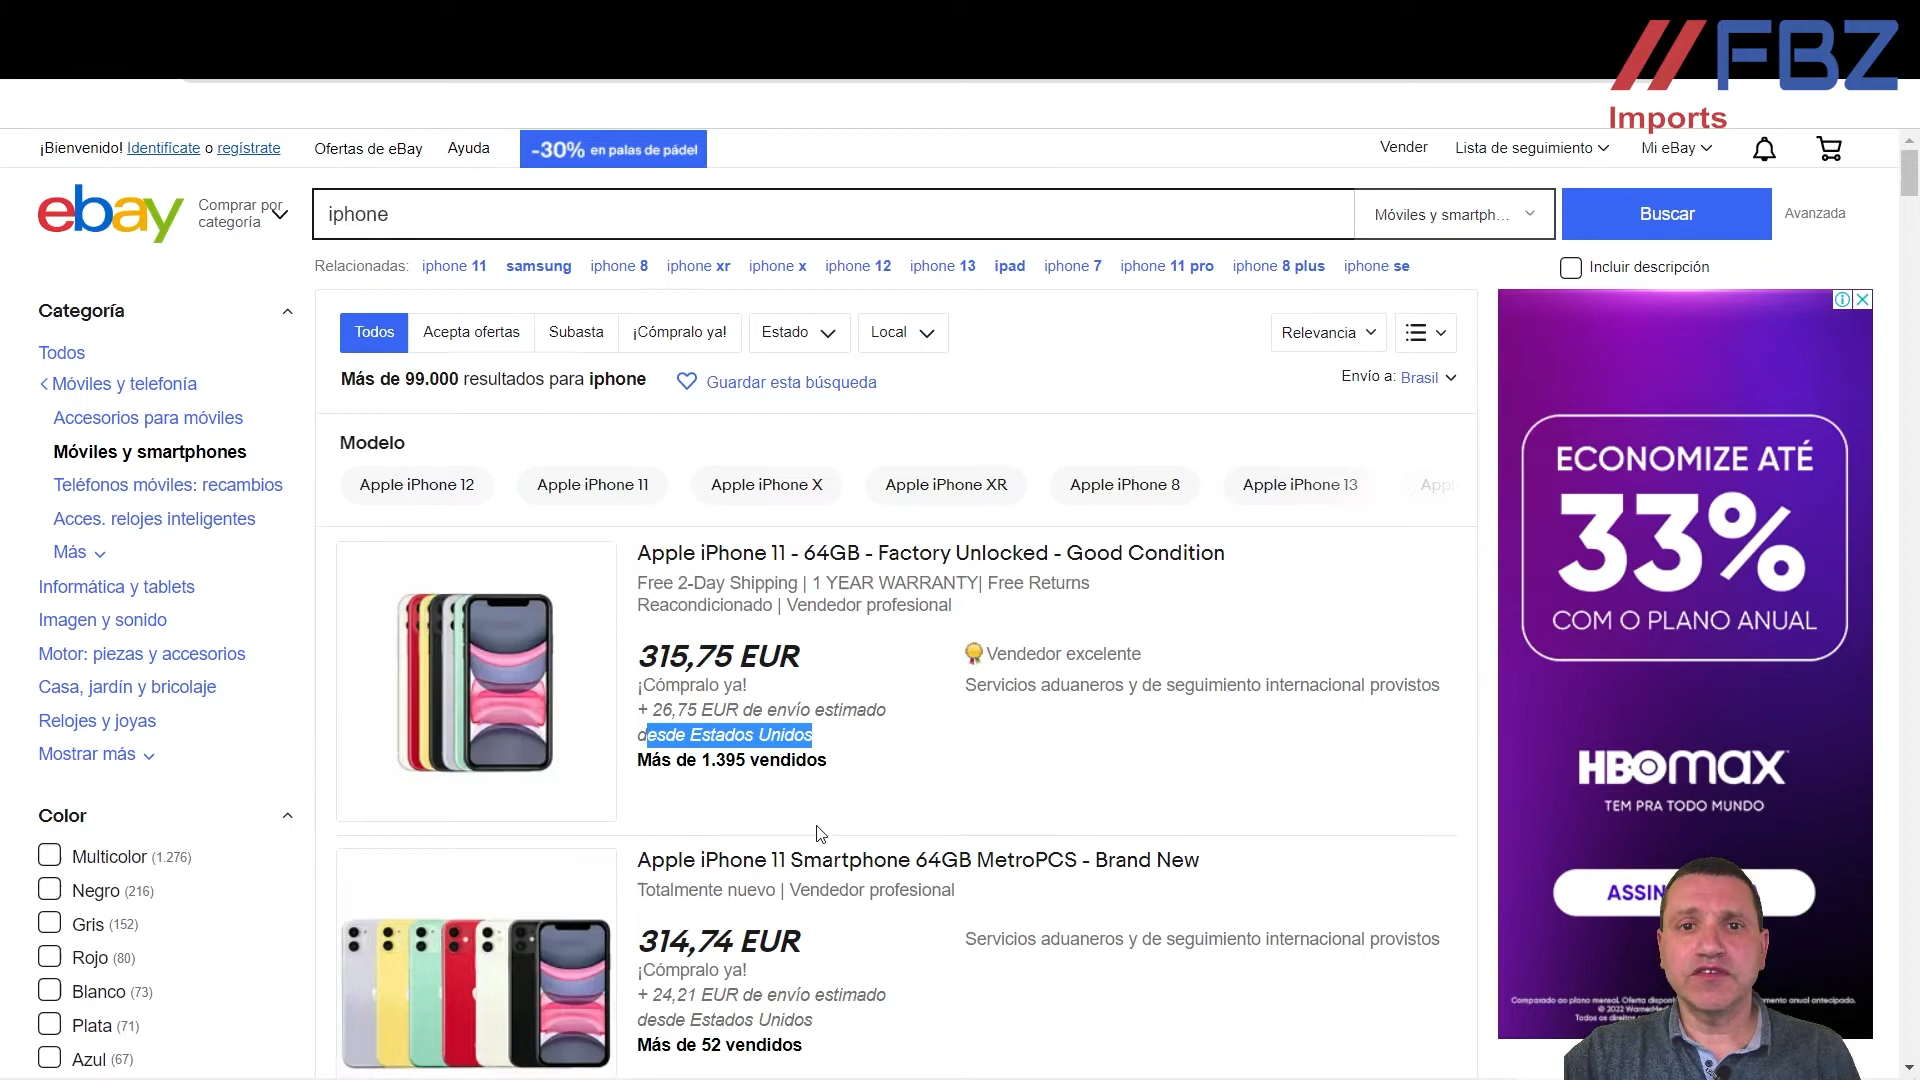 //FBZ
Imports
¡Bienvenido! Identifícate o regístrate
Ofertas de eBay
Ayuda
-30% en palas de pádel
Vender
Lista de seguimiento
Mi eBay
ebay
Comprar por
categoría
iphone
Móviles y smartph...
Buscar
Avanzada
Relacionadas: iphone 11 samsung iphone 8 iphone xr iphone x iphone 12 iphone 13 ipad iphone 7 iphone 11 pro iphone 8 plus iphone se
Incluir descripción
Categoría
Todos
Móviles y telefonía
Accesorios para móviles
Móviles y smartphones
Teléfonos móviles: recambios
Acces. relojes inteligentes
Más
Informática y tablets
Imagen y sonido
Motor: piezas y accesorios
Casa, jardín y bricolaje
Relojes y joyas
Mostrar más
Color
Multicolor (1.276)
Negro (216)
Gris (152)
Rojo (80)
Blanco (73)
Plata (71)
Azul (67)
Todos
Acepta ofertas
Subasta
¡Cómpralo ya!
Estado
Local
Relevancia
Más de 99.000 resultados para iphone
Guardar esta búsqueda
Envío a: Brasil
Modelo
Apple iPhone 12
Apple iPhone 11
Apple iPhone X
Apple iPhone XR
Apple iPhone 8
Apple iPhone 13
Apple iPhone 11 - 64GB - Factory Unlocked - Good Condition
Free 2-Day Shipping | 1 YEAR WARRANTY| Free Returns
Reacondicionado | Vendedor profesional
315,75 EUR
¡Cómpralo ya!
+ 26,75 EUR de envío estimado
desde Estados Unidos
Más de 1.395 vendidos
Vendedor excelente
Servicios aduaneros y de seguimiento internacional provistos
Apple iPhone 11 Smartphone 64GB MetroPCS - Brand New
Totalmente nuevo | Vendedor profesional
314,74 EUR
¡Cómpralo ya!
+ 24,21 EUR de envío estimado
desde Estados Unidos
Más de 52 vendidos
Servicios aduaneros y de seguimiento internacional provistos
ECONOMIZE ATÉ
33%
COM O PLANO ANUAL
HBOmax
TEM PRA TODO MUNDO